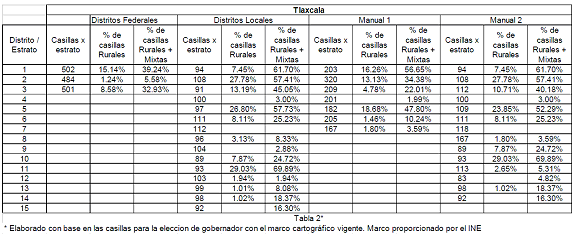 Tlaxcala
Distritos Federales Distritos Locales Manual 1 Manual 2
Distrito / Estrato Casillas x estrato % de casillas Rurales % de casillas Rurales + Mixtas Casillas x estrato % de casillas Rurales % de casillas Rurales + Mixtas Casillas x estrato % de casillas Rurales % de casillas Rurales + Mixtas Casillas x estrato % de casillas Rurales % de casillas Rurales + Mixtas
1 502 15.14% 39.24% 94 7.45% 61.70% 203 16.26% 56.65% 94 7.45% 61.70%
2 484 1.24% 5.58% 108 27.78% 57.41% 320 13.13% 34.38% 108 27.78% 57.41%
3 501 8.58% 32.93% 91 13.19% 45.05% 209 4.78% 22.01% 112 10.71% 40.18%
4 100 3.00% 201 1.99% 100 3.00%
5 97 26.80% 57.73% 182 18.68% 47.80% 109 23.85% 52.29%
6 111 8.11% 25.23% 205 1.46% 10.24% 111 8.11% 25.23%
7 112 167 1.80% 3.59% 118
8 96 3.13% 8.33% 167 1.80% 3.59%
9 104 2.88% 89 7.87% 24.72%
10 89 7.87% 24.72% 93 29.03% 69.89%
11 93 29.03% 69.89% 113 2.65% 5.31%
12 103 1.94% 1.94% 83 4.82%
13 99 1.01% 8.08% 98 1.02% 18.37%
14 98 1.02% 18.37% 92 16.30%
15 92 16.30%
Tabla 2*
* Elaborado con base en las casillas para la eleccion de gobernador con el marco cartográfico vigente. Marco proporcionado por el INE